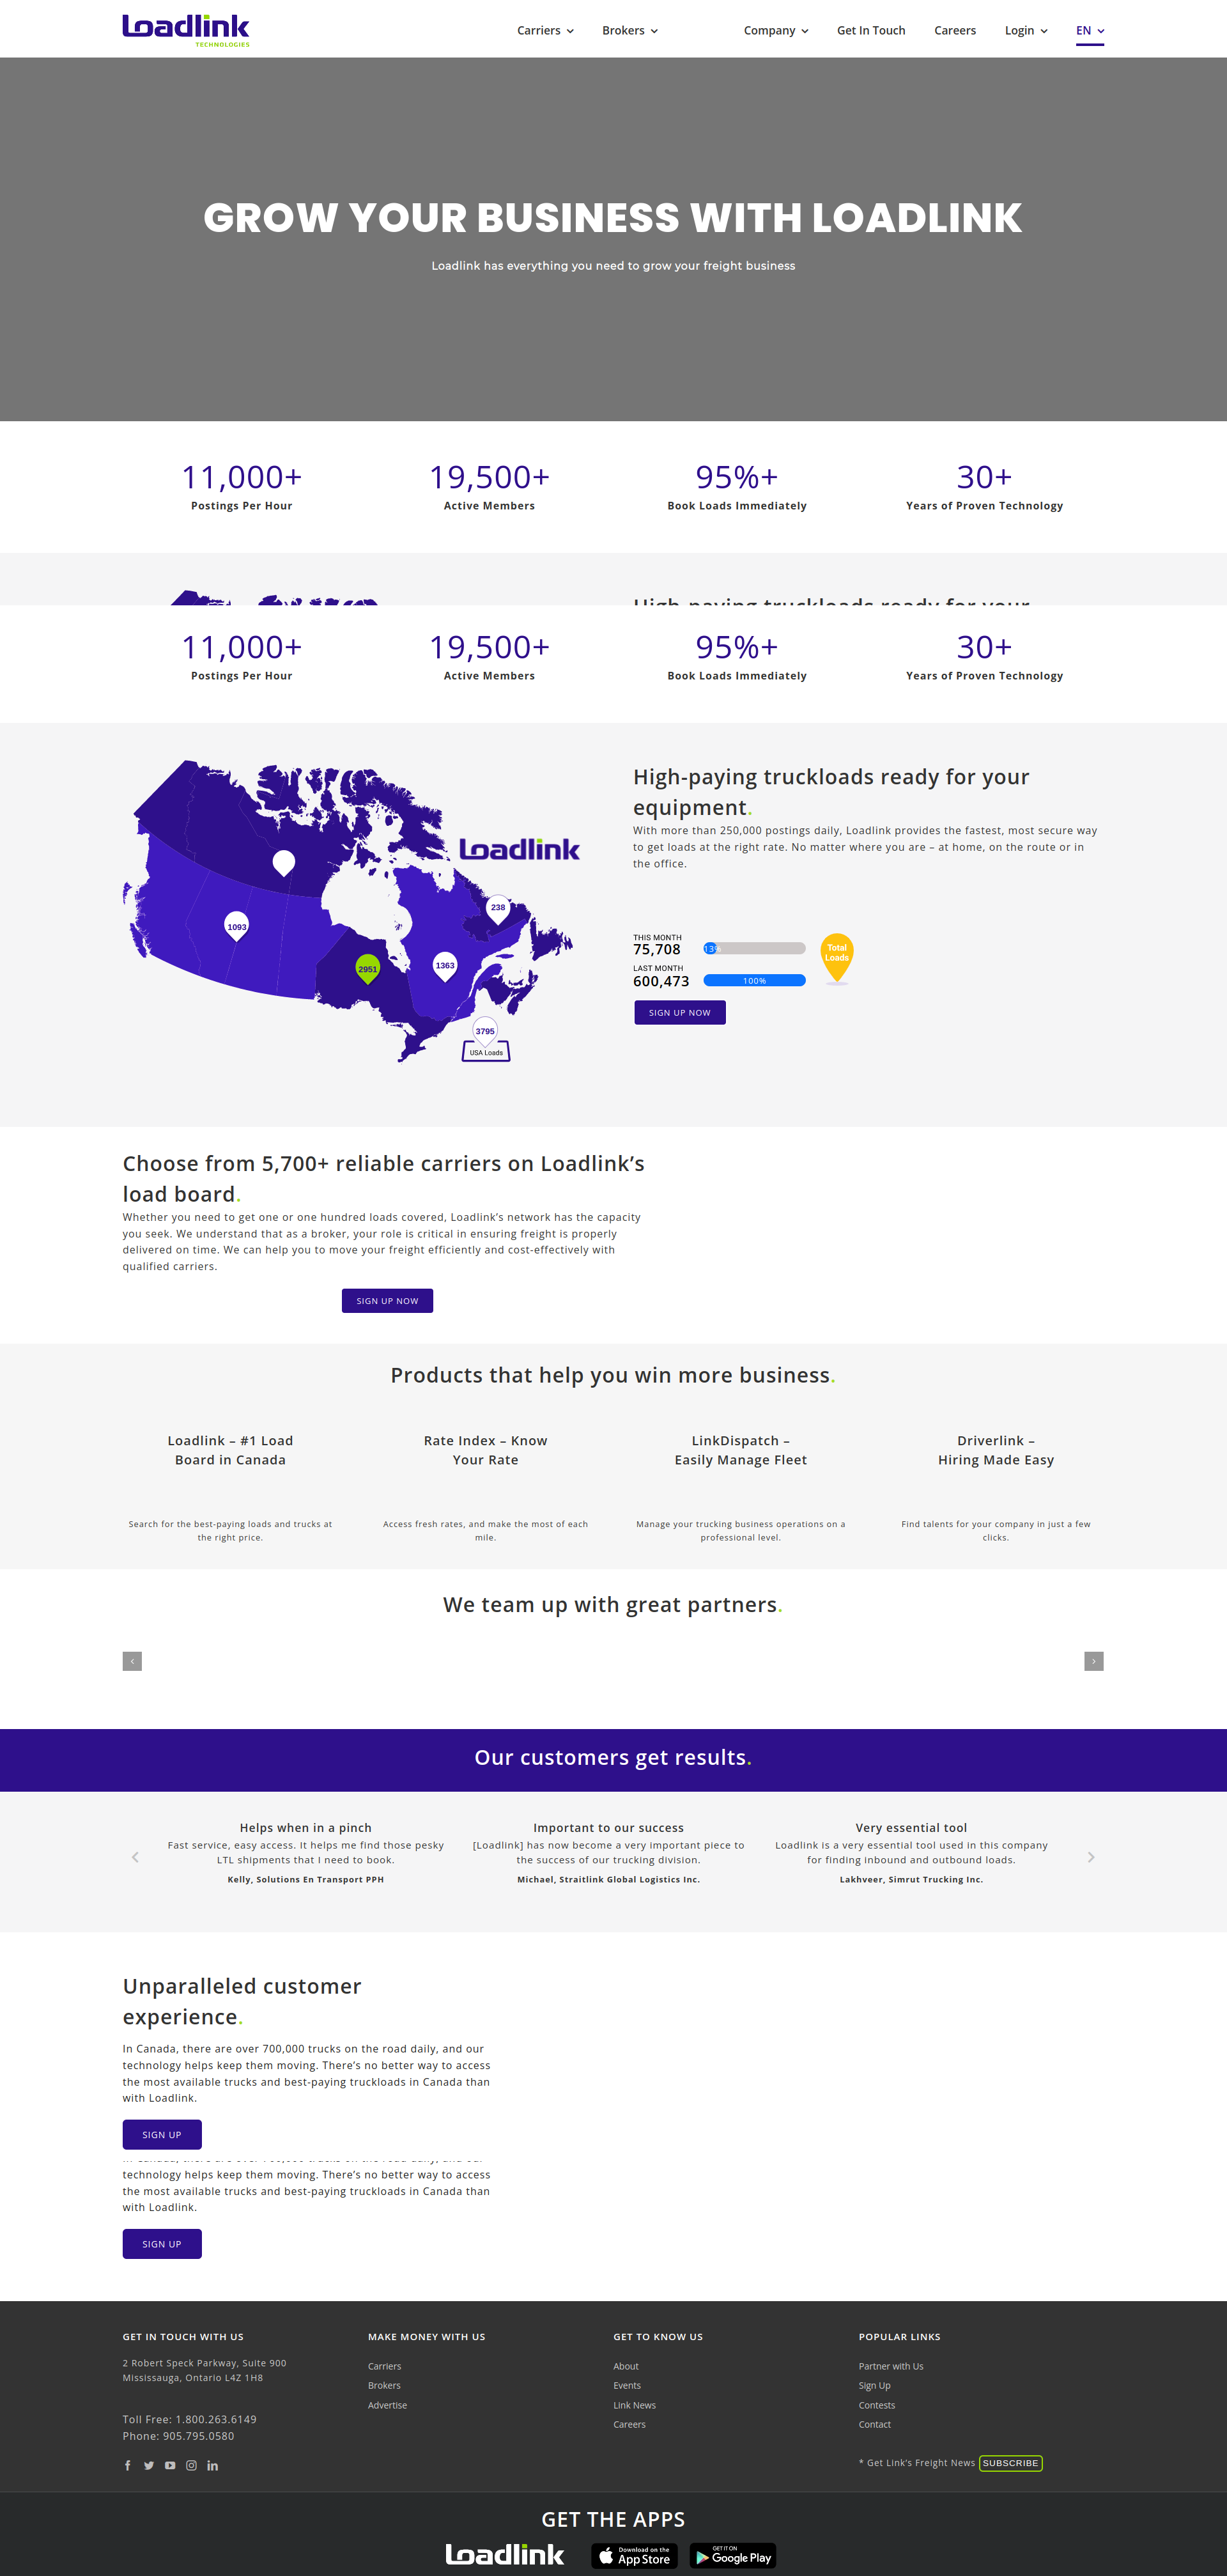 Loadlink
TECHNOLOGIES
Carriers
Brokers
Company
Get In Touch
Careers
Login
EN
GROW YOUR BUSINESS WITH LOADLINK
Loadlink has everything you need to grow your freight business
11,000+
Postings Per Hour
19,500+
Active Members
95%+
Book Loads Immediately
30+
Years of Proven Technology
High-paying truckloads ready for your
11,000+
Postings Per Hour
19,500+
Active Members
95%+
Book Loads Immediately
30+
Years of Proven Technology
Loadlink
238
1093
1363
2951
3795
USA Loads
High-paying truckloads ready for your
equipment.
With more than 250,000 postings daily, Loadlink provides the fastest, most secure way
to get loads at the right rate. No matter where you are – at home, on the route or in
the office.
THIS MONTH
75,708
13%
LAST MONTH
600,473
100%
Total
Loads
SIGN UP NOW
Choose from 5,700+ reliable carriers on Loadlink’s
load board.
Whether you need to get one or one hundred loads covered, Loadlink’s network has the capacity
you seek. We understand that as a broker, your role is critical in ensuring freight is properly
delivered on time. We can help you to move your freight efficiently and cost-effectively with
qualified carriers.
SIGN UP NOW
Products that help you win more business.
Loadlink – #1 Load
Board in Canada
Search for the best-paying loads and trucks at
the right price.
Rate Index – Know
Your Rate
Access fresh rates, and make the most of each
mile.
LinkDispatch –
Easily Manage Fleet
Manage your trucking business operations on a
professional level.
Driverlink –
Hiring Made Easy
Find talents for your company in just a few
clicks.
We team up with great partners.
Our customers get results.
Helps when in a pinch
Fast service, easy access. It helps me find those pesky
LTL shipments that I need to book.
Kelly, Solutions En Transport PPH
Important to our success
[Loadlink] has now become a very important piece to
the success of our trucking division.
Michael, Straitlink Global Logistics Inc.
Very essential tool
Loadlink is a very essential tool used in this company
for finding inbound and outbound loads.
Lakhveer, Simrut Trucking Inc.
Unparalleled customer
experience.
In Canada, there are over 700,000 trucks on the road daily, and our
technology helps keep them moving. There’s no better way to access
the most available trucks and best-paying truckloads in Canada than
with Loadlink.
SIGN UP
In Canada, there are over 700,000 trucks on the road daily, and our
technology helps keep them moving. There’s no better way to access
the most available trucks and best-paying truckloads in Canada than
with Loadlink.
SIGN UP
GET IN TOUCH WITH US
2 Robert Speck Parkway, Suite 900
Mississauga, Ontario L4Z 1H8
Toll Free: 1.800.263.6149
Phone: 905.795.0580
MAKE MONEY WITH US
Carriers
Brokers
Advertise
GET TO KNOW US
About
Events
Link News
Careers
POPULAR LINKS
Partner with Us
Sign Up
Contests
Contact
* Get Link's Freight News SUBSCRIBE
GET THE APPS
Loadlink
Download on the
App Store
GET IT ON
Google Play